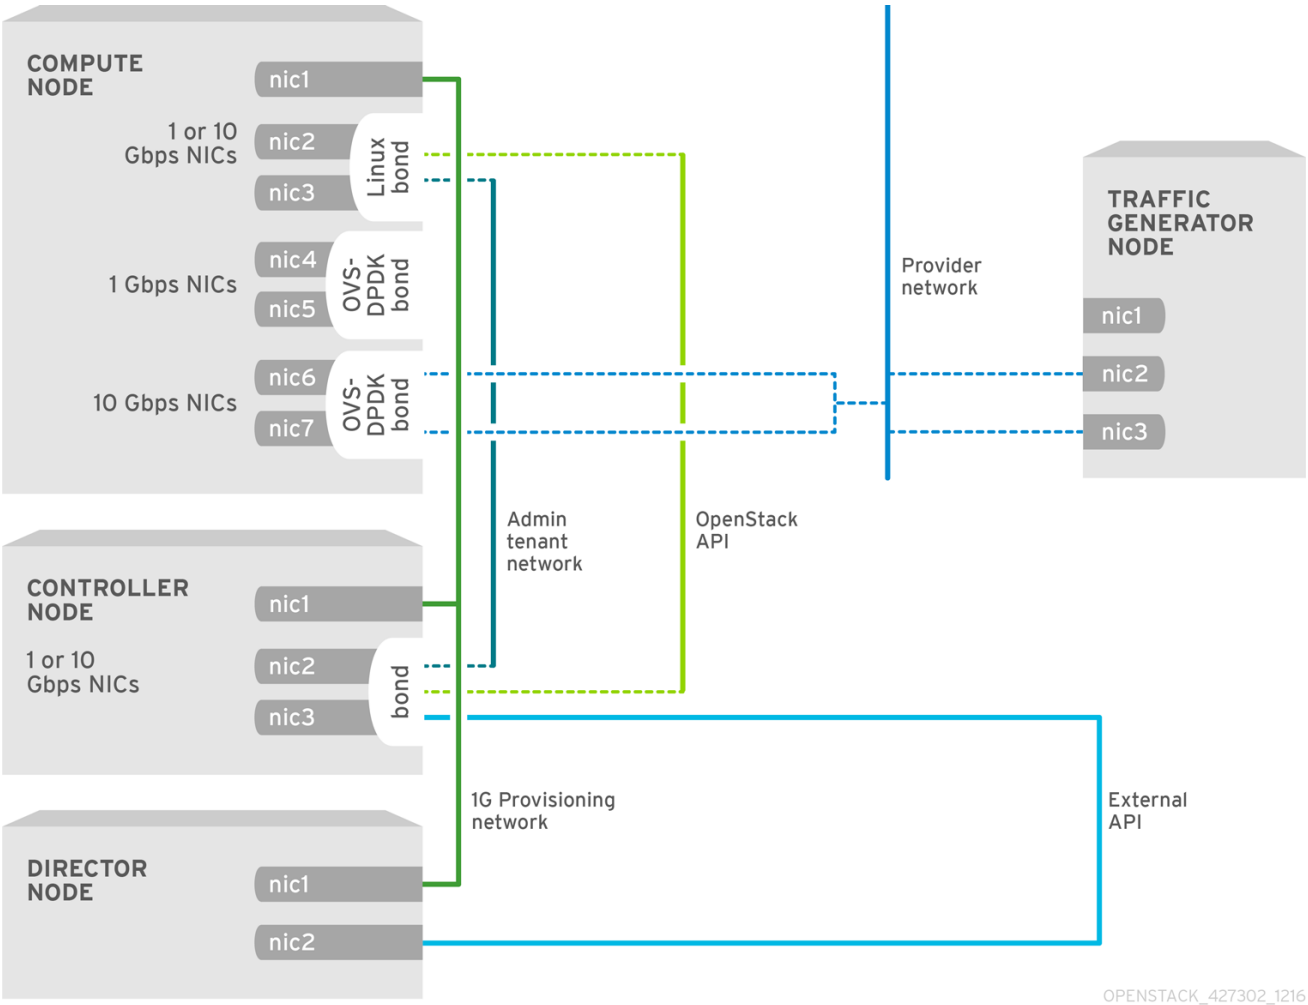 COMPUTE
NODE
nic1
1 or 10
Gbps NICs
nic2
nic3
Linux
bond
1 Gbps NICs
nic4
nic5
OVS-
DPDK
bond
10 Gbps NICs
nic6
nic7
OVS-
DPDK
bond
Provider
network
TRAFFIC
GENERATOR
NODE
nic1
nic2
nic3
Admin
tenant
network
OpenStack
API
CONTROLLER
NODE
nic1
1 or 10
Gbps NICs
nic2
nic3
bond
1G Provisioning
network
External
API
DIRECTOR
NODE
nic1
nic2
OPENSTACK_427302_1216